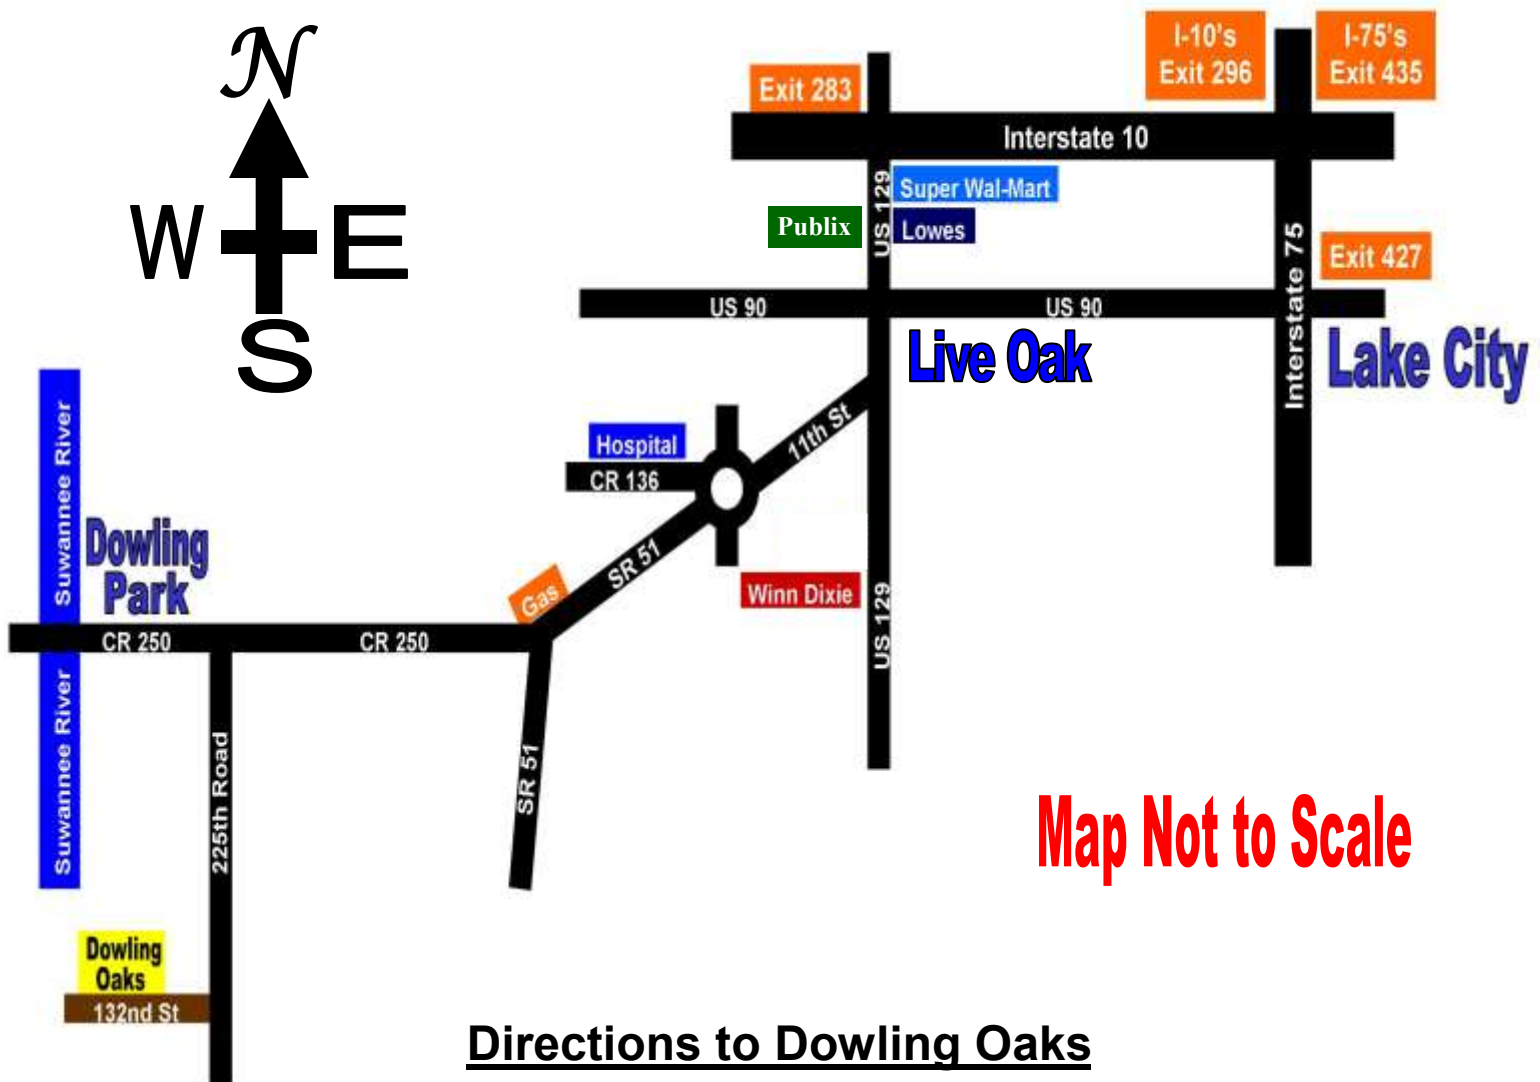 N
W
E
S
I-10's
Exit 296
I-75's
Exit 435
Exit 283
Interstate 10
US 129
Super Wal-Mart
Publix
Lowes
Interstate 75
Exit 427
US 90
US 90
Live Oak
Lake City
11th St
Hospital
CR 136
Suwannee River
Dowling
Park
SR 51
Gas
Winn Dixie
US 129
CR 250
CR 250
Suwannee River
225th Road
SR 51
Map Not to Scale
Dowling
Oaks
132nd St
Directions to Dowling Oaks